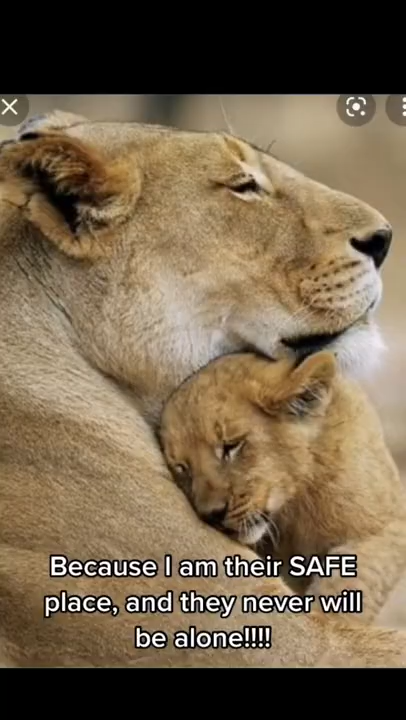 Because I am their SAFE
place, and they never will
be alone!!!!